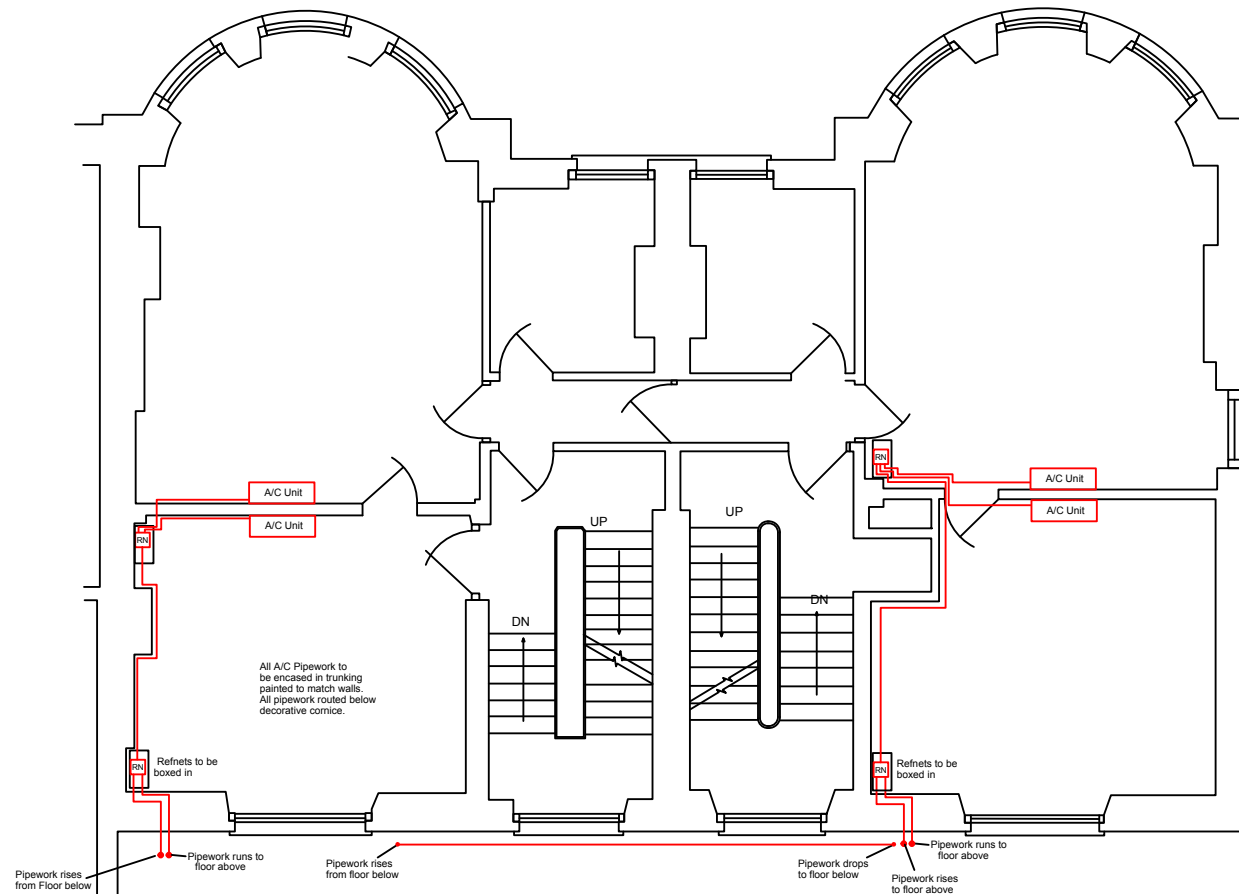 A/C Unit
A/C Unit
RN
RN
A/C Unit
A/C Unit
UP
UP
DN
DN
All A/C Pipework to
be encased in trunking
painted to match walls.
All pipework routed below
decorative cornice.
RN
Refnets to be
boxed in
RN
Refnets to be
boxed in
Pipework rises
from Floor below
Pipework runs to
floor above
Pipework rises
from floor below
Pipework drops
to floor below
Pipework rises
to floor above
Pipework runs to
floor above